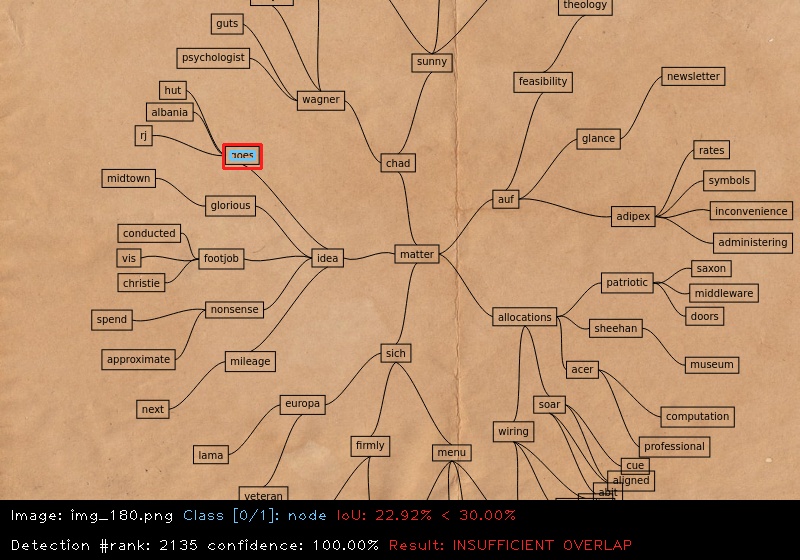 theology
guts
sunny
psychologist
feasibility
newsletter
hut
wagner
albania
rj
glance
rates
goes
chad
midtown
symbols
auf
glorious
adipex
inconvenience
conducted
administering
matter
vis
footjob
idea
saxon
christie
patriotic
middleware
nonsense
doors
spend
allocations
sheehan
sich
approximate
mileage
museum
acer
europa
soar
next
computation
wiring
firmly
professional
lama
menu
cue
aligned
abit
veteran
Image: img_180.png Class [0/1]: node IoU: 22.92% < 30.00%
Detection #rank: 2135 confidence: 100.00% Result: INSUFFICIENT OVERLAP